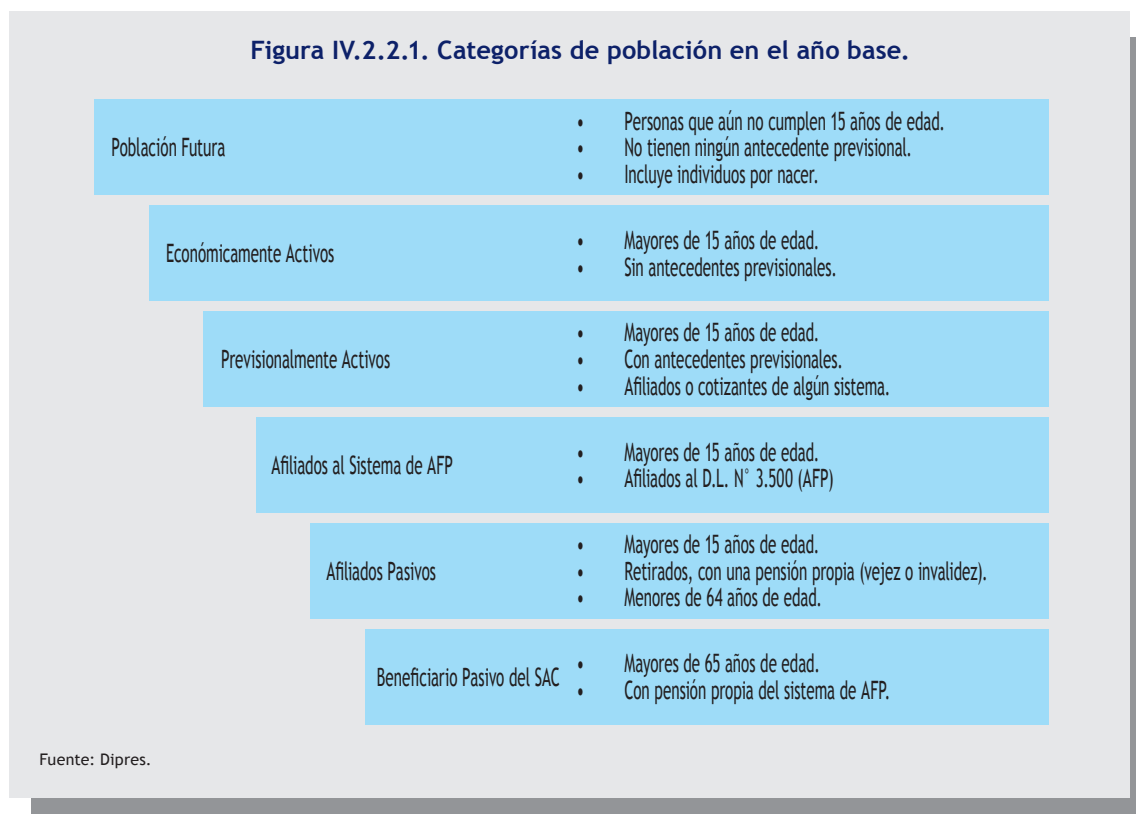 Figura IV.2.2.1. Categorías de población en el año base.
Población Futura
• Personas que aún no cumplen 15 años de edad.
• No tienen ningún antecedente previsional.
• Incluye individuos por nacer.
Económicamente Activos
• Mayores de 15 años de edad.
• Sin antecedentes previsionales.
Previsionalmente Activos
• Mayores de 15 años de edad.
• Con antecedentes previsionales.
• Afiliados o cotizantes de algún sistema.
Afiliados al Sistema de AFP
• Mayores de 15 años de edad.
• Afiliados al D.L. N° 3.500 (AFP)
Afiliados Pasivos
• Mayores de 15 años de edad.
• Retirados, con una pensión propia (vejez o invalidez).
• Menores de 64 años de edad.
Beneficiario Pasivo del SAC
• Mayores de 65 años de edad.
• Con pensión propia del sistema de AFP.
Fuente: Dipres.